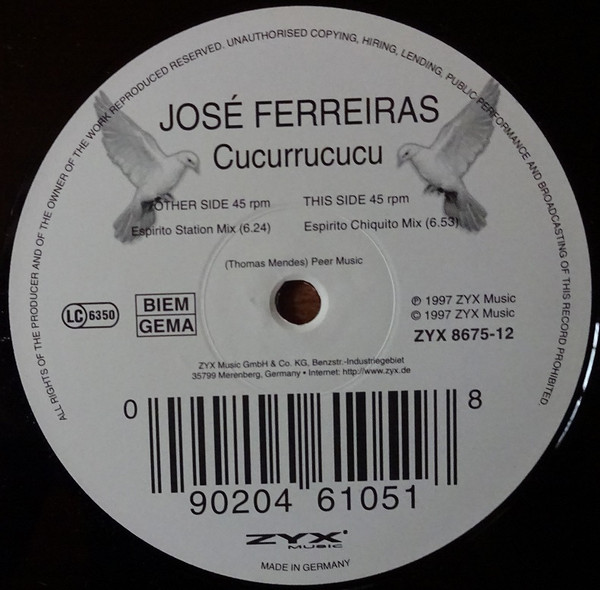 ALL RIGHTS OF THE PRODUCER AND OF THE OWNER OF THE WORK REPRODUCED RESERVED. UNAUTHORISED COPYING, HIRING, LENDING, PUBLIC PERFORMANCE AND BROADCASTING OF THIS RECORD PROHIBITED.
JOSÉ FERREIRAS
Cucurrucucu
OTHER SIDE 45 rpm
Espirito Station Mix (6.24)
THIS SIDE 45 rpm
Espirito Chiquito Mix (6.53)
(Thomas Mendes) Peer Music
LC 6350
BIEM
GEMA
℗ 1997 ZYX Music
© 1997 ZYX Music
ZYX 8675-12
ZYX Music GmbH & Co. KG, Benzstr.-Industriegebiet
35799 Merenberg, Germany • Internet: http://www.zyx.de
0 90204 61051 8
ZYX
MUSIC
MADE IN GERMANY